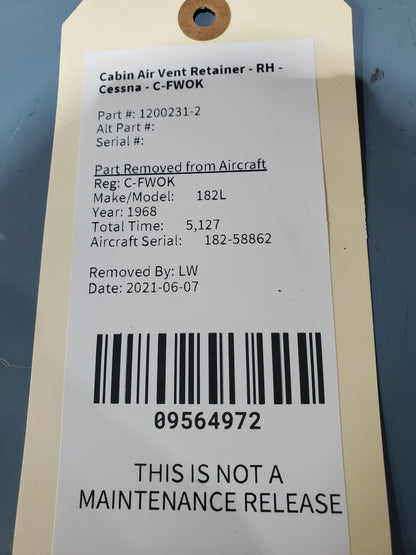 Cabin Air Vent Retainer - RH -
Cessna - C-FWOK
Part #: 1200231-2
Alt Part #:
Serial #:
Part Removed from Aircraft
Reg: C-FWOK
Make/Model: 182L
Year: 1968
Total Time: 5,127
Aircraft Serial: 182-58862
Removed By: LW
Date: 2021-06-07
09564972
THIS IS NOT A
MAINTENANCE RELEASE